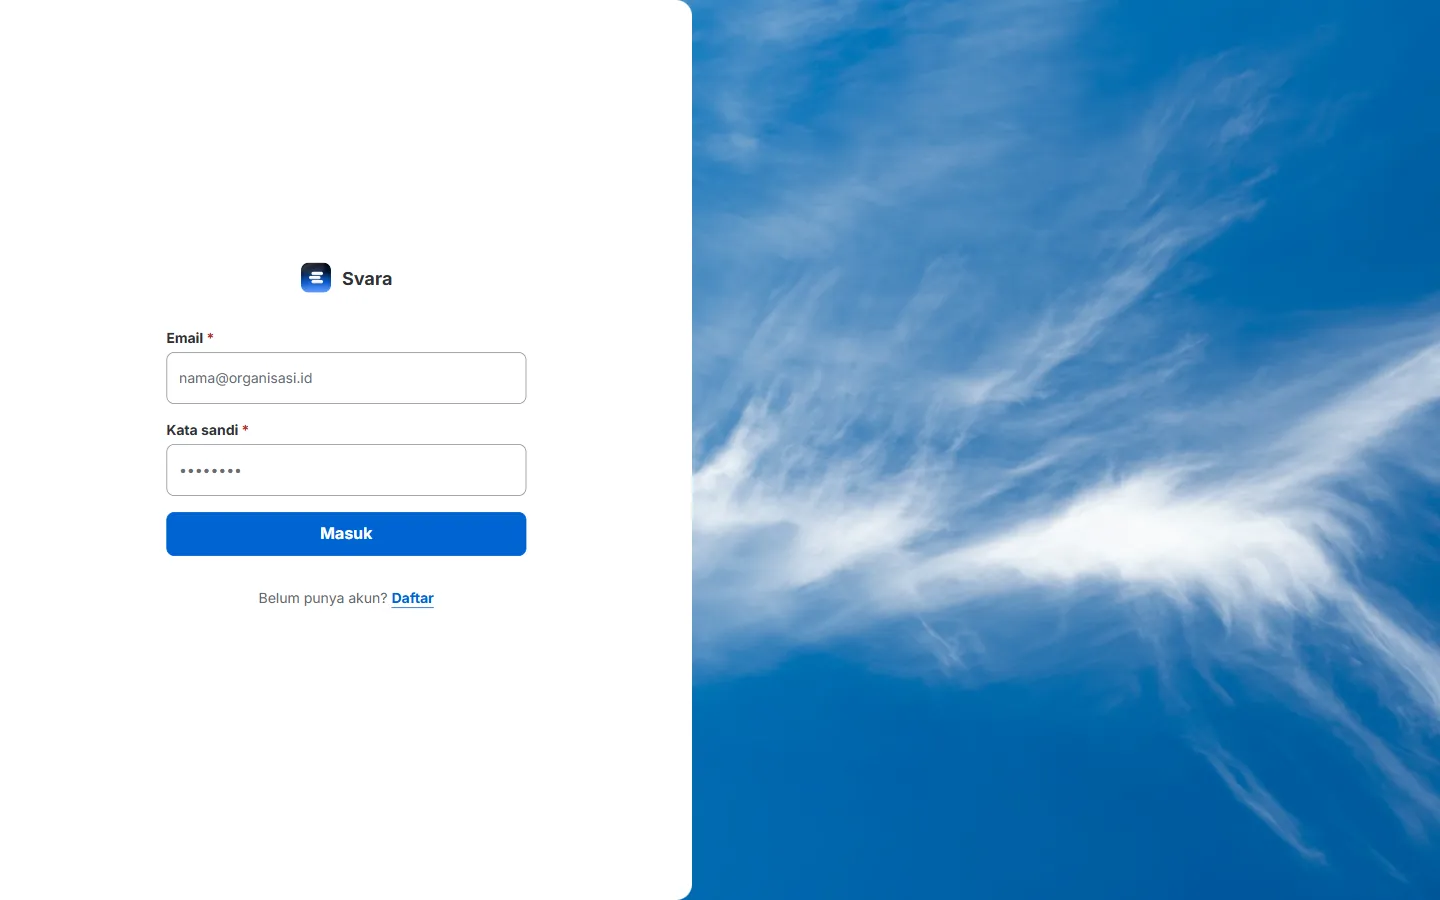 Svara
Email *
nama@organisasi.id
Kata sandi *
••••••••
Masuk
Belum punya akun? Daftar